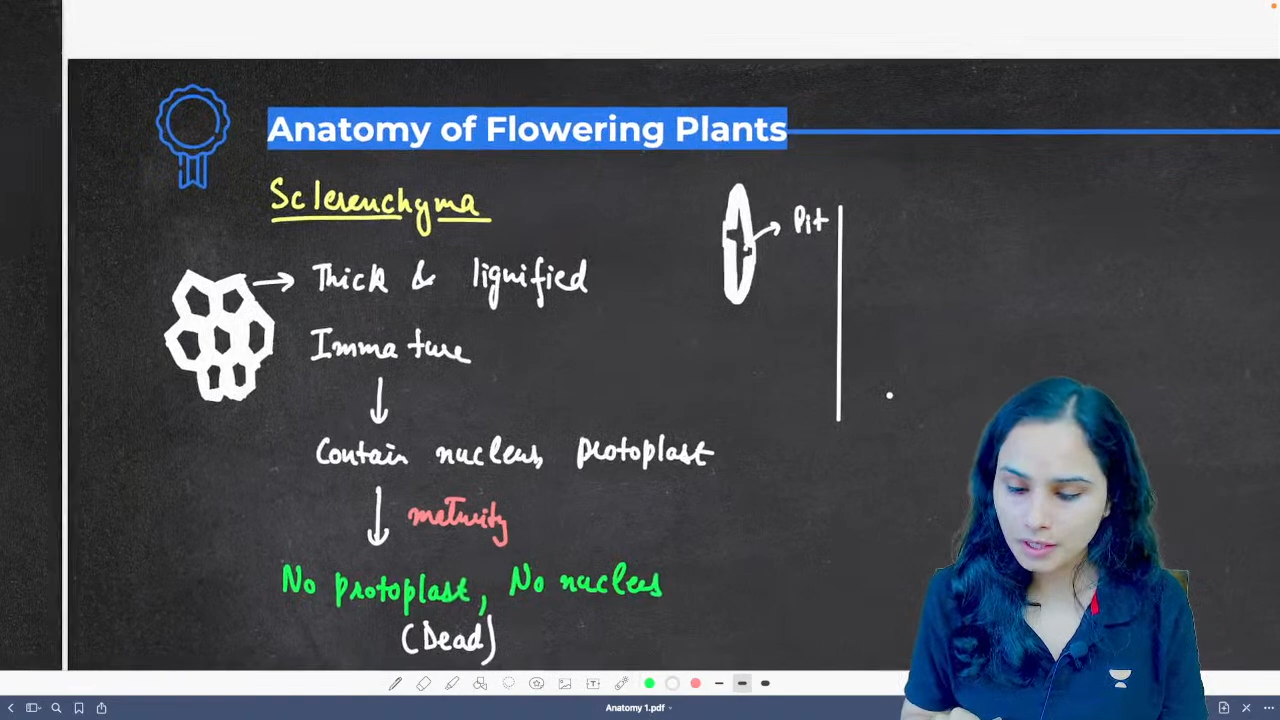 Anatomy of Flowering Plants
Sclerenchyma
Thick & lignified
Immature
Contain nucleus, protoplast
maturity
No protoplast, No nucleus
(Dead)
Pit
Anatomy 1.pdf